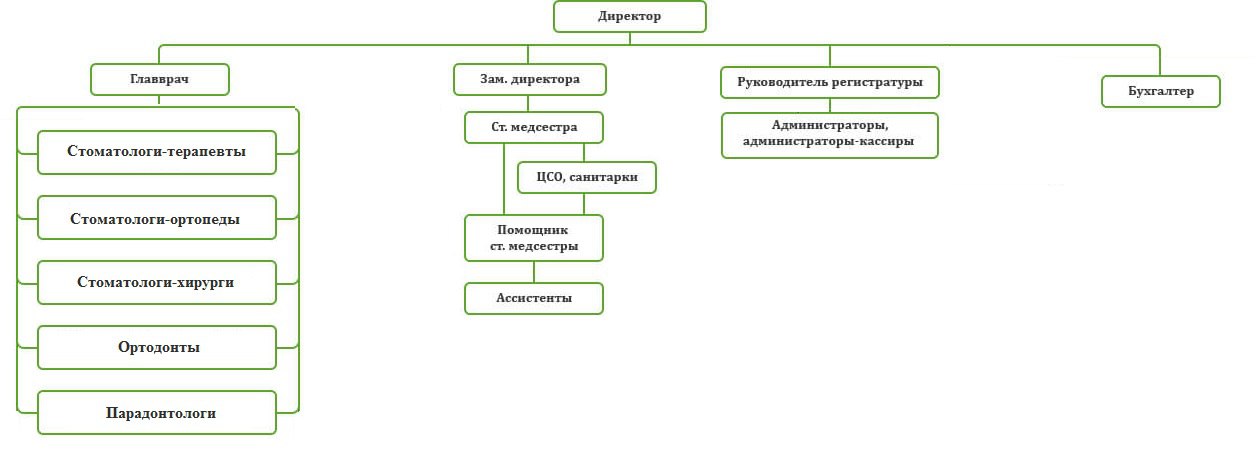 Директор
Главврач
Зам. директора
Руководитель регистратуры
Бухгалтер
Стоматологи-терапевты
Стоматологи-ортопеды
Стоматологи-хирурги
Ортодонты
Парадонтологи
Ст. медсестра
ЦСО, санитарки
Помощник
ст. медсестры
Ассистенты
Администраторы,
администраторы-кассиры